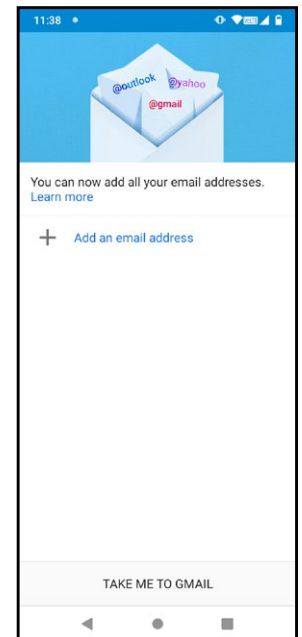 11:38
@outlook
@yahoo
@gmail
You can now add all your email addresses.
Learn more
+ Add an email address
TAKE ME TO GMAIL